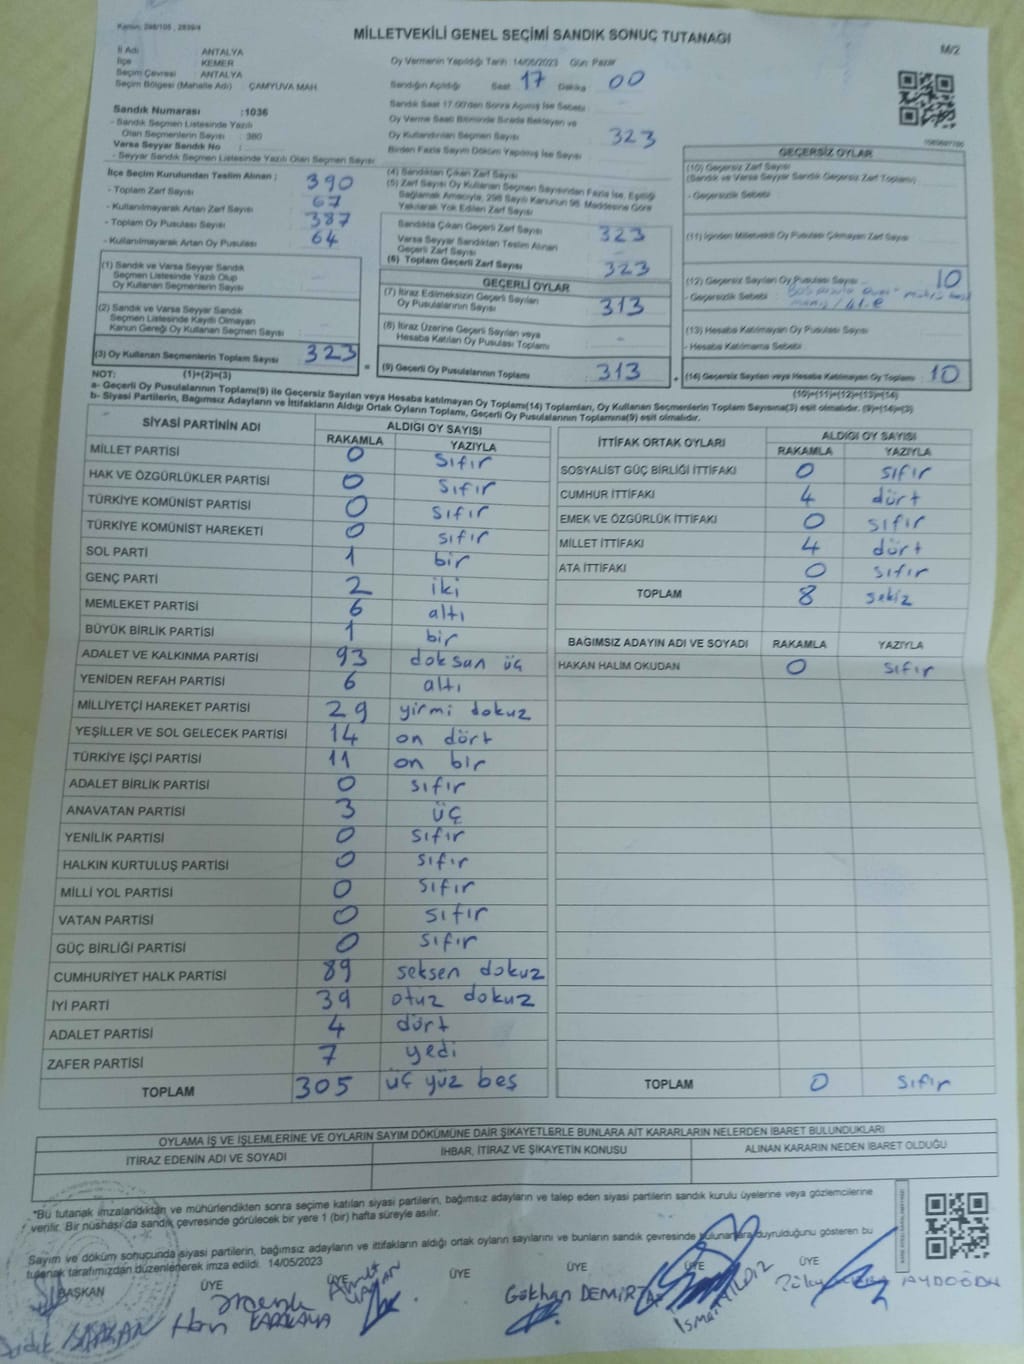 Kanun: 298/105 , 2839/4
MİLLETVEKİLİ GENEL SEÇİMİ SANDIK SONUÇ TUTANAĞI
M/2
İl Adı : ANTALYA
İlçe : KEMER
Seçim Çevresi : ANTALYA
Seçim Bölgesi (Mahalle Adı) : ÇAMYUVA MAH.
Oy Vermenin Yapıldığı Tarih :14/05/2023 Gün: Pazar
Sandığın Açıldığı Saat : 17 Dakika : 00
Sandık Saat 17:00'den Sonra Açılmış İse Sebebi :
Oy Verme Saati Bitiminde Sırada Bekleyen ve
Oy Kullandırılan Seçmen Sayısı : 323
Birden Fazla Sayım Döküm Yapılmış İse Sayısı :
Sandık Numarası : 1036
- Sandık Seçmen Listesinde Yazılı
Olan Seçmenlerin Sayısı : 380
Varsa Seyyar Sandık No :
- Seyyar Sandık Seçmen Listesinde Yazılı Olan Seçmen Sayısı :
İlçe Seçim Kurulundan Teslim Alınan ;
- Toplam Zarf Sayısı : 390
- Kullanılmayarak Artan Zarf Sayısı : 67
- Toplam Oy Pusulası Sayısı : 387
- Kullanılmayarak Artan Oy Pusulası : 64
(1) Sandık ve Varsa Seyyar Sandık
Seçmen Listesinde Yazılı Olup
Oy Kullanan Seçmenlerin Sayısı :
(2) Sandık ve Varsa Seyyar Sandık
Seçmen Listesinde Kayıtlı Olmayan
Kanun Gereği Oy Kullanan Seçmen Sayısı :
(3) Oy Kullanan Seçmenlerin Toplam Sayısı : 323
(4) Sandıktan Çıkan Zarf Sayısı :
(5) Zarf Sayısı Oy Kullanan Seçmen Sayısından Fazla İse, Eşitliği
Sağlamak Amacıyla, 298 Sayılı Kanunun 98. Maddesine Göre
Yakılarak Yok Edilen Zarf Sayısı :
Sandıkta Çıkan Geçerli Zarf Sayısı : 323
Varsa Seyyar Sandıktan Teslim Alınan
Geçerli Zarf Sayısı :
(6) Toplam Geçerli Zarf Sayısı : 323
GEÇERLİ OYLAR
(7) İtiraz Edilmeksizin Geçerli Sayılan
Oy Pusulalarının Sayısı : 313
(8) İtiraz Üzerine Geçerli Sayılan veya
Hesaba Katılan Oy Pusulası Toplamı : -
(9) Geçerli Oy Pusulalarının Toplamı : 313
GEÇERSİZ OYLAR
(10) Geçersiz Zarf Sayısı
(Sandık ve Varsa Seyyar Sandık Geçersiz Zarf Toplamı) :
- Geçersizlik Sebebi :
(11) İçinden Milletvekili Oy Pusulası Çıkmayan Zarf Sayısı :
(12) Geçersiz Sayılan Oy Pusulası Sayısı : 10
- Geçersizlik Sebebi :
(13) Hesaba Katılmayan Oy Pusulası Sayısı :
- Hesaba Katılmama Sebebi :
(14) Geçersiz Sayılan veya Hesaba Katılmayan Oy Toplamı : 10
NOT: (1)+(2)=(3)
(10)+(11)+(12)+(13)=(14)
a- Geçerli Oy Pusulalarının Toplamı(9) ile Geçersiz Sayılan veya Hesaba katılmayan Oy Toplamı(14) Toplamları, Oy Kullanan Seçmenlerin Toplam Sayısına(3) eşit olmalıdır. (9)+(14)=(3)
b- Siyasi Partilerin, Bağımsız Adayların ve İttifakların Aldığı Ortak Oyların Toplamı, Geçerli Oy Pusulalarının Toplamına(9) eşit olmalıdır.
SİYASİ PARTİNİN ADI ALDIĞI OY SAYISI
RAKAMLA YAZIYLA
MİLLET PARTİSİ 0 sıfır
HAK VE ÖZGÜRLÜKLER PARTİSİ 0 sıfır
TÜRKİYE KOMÜNİST PARTİSİ 0 sıfır
TÜRKİYE KOMÜNİST HAREKETİ 0 sıfır
SOL PARTİ 1 bir
GENÇ PARTİ 2 iki
MEMLEKET PARTİSİ 6 altı
BÜYÜK BİRLİK PARTİSİ 1 bir
ADALET VE KALKINMA PARTİSİ 93 doksan üç
YENİDEN REFAH PARTİSİ 6 altı
MİLLİYETÇİ HAREKET PARTİSİ 29 yirmi dokuz
YEŞİLLER VE SOL GELECEK PARTİSİ 14 on dört
TÜRKİYE İŞÇİ PARTİSİ 11 on bir
ADALET BİRLİK PARTİSİ 0 sıfır
ANAVATAN PARTİSİ 3 üç
YENİLİK PARTİSİ 0 sıfır
HALKIN KURTULUŞ PARTİSİ 0 sıfır
MİLLİ YOL PARTİSİ 0 sıfır
VATAN PARTİSİ 0 sıfır
GÜÇ BİRLİĞİ PARTİSİ 0 sıfır
CUMHURİYET HALK PARTİSİ 89 seksen dokuz
İYİ PARTİ 39 otuz dokuz
ADALET PARTİSİ 4 dört
ZAFER PARTİSİ 7 yedi
TOPLAM 305 üç yüz beş
İTTİFAK ORTAK OYLARI ALDIĞI OY SAYISI
RAKAMLA YAZIYLA
SOSYALİST GÜÇ BİRLİĞİ İTTİFAKI 0 sıfır
CUMHUR İTTİFAKI 4 dört
EMEK VE ÖZGÜRLÜK İTTİFAKI 0 sıfır
MİLLET İTTİFAKI 4 dört
ATA İTTİFAKI 0 sıfır
TOPLAM 8 sekiz
BAĞIMSIZ ADAYIN ADI VE SOYADI RAKAMLA YAZIYLA
HAKAN HALİM OKUDAN 0 sıfır
TOPLAM 0 sıfır
OYLAMA İŞ VE İŞLEMLERİNE VE OYLARIN SAYIM DÖKÜMÜNE DAİR ŞİKAYETLERLE BUNLARA AİT KARARLARIN NELERDEN İBARET BULUNDUKLARI
İTİRAZ EDENİN ADI VE SOYADI İHBAR, İTİRAZ VE ŞİKAYETİN KONUSU ALINAN KARARIN NEDEN İBARET OLDUĞU
"Bu tutanak imzalandıktan ve mühürlendikten sonra seçime katılan siyasi partilerin, bağımsız adayların ve talep eden siyasi partilerin sandık kurulu üyelerine veya gözlemcilerine
verilir. Bir nüshası da sandık çevresinde görülecek bir yere 1 (bir) hafta süreyle asılır.
Sayım ve döküm sonucunda siyasi partilerin, bağımsız adayların ve ittifakların aldığı ortak oyların sayılarını ve bunların sandık çevresinde bulunanlara duyrulduğunu gösteren bu
tutanak tarafımızdan düzenlenerek imza edildi. 14/05/2023
BAŞKAN ÜYE ÜYE ÜYE ÜYE ÜYE
KARAKAYA
Gökhan DEMİRTAŞ
İsmail YILDIZ
AYDOĞDU